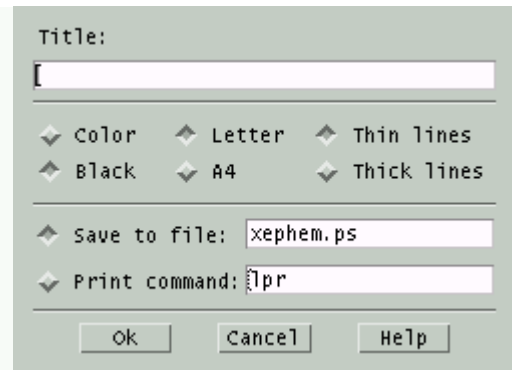 Title:
Color Letter Thin lines
Black A4 Thick lines
Save to file: xephem.ps
Print command: lpr
Ok Cancel Help